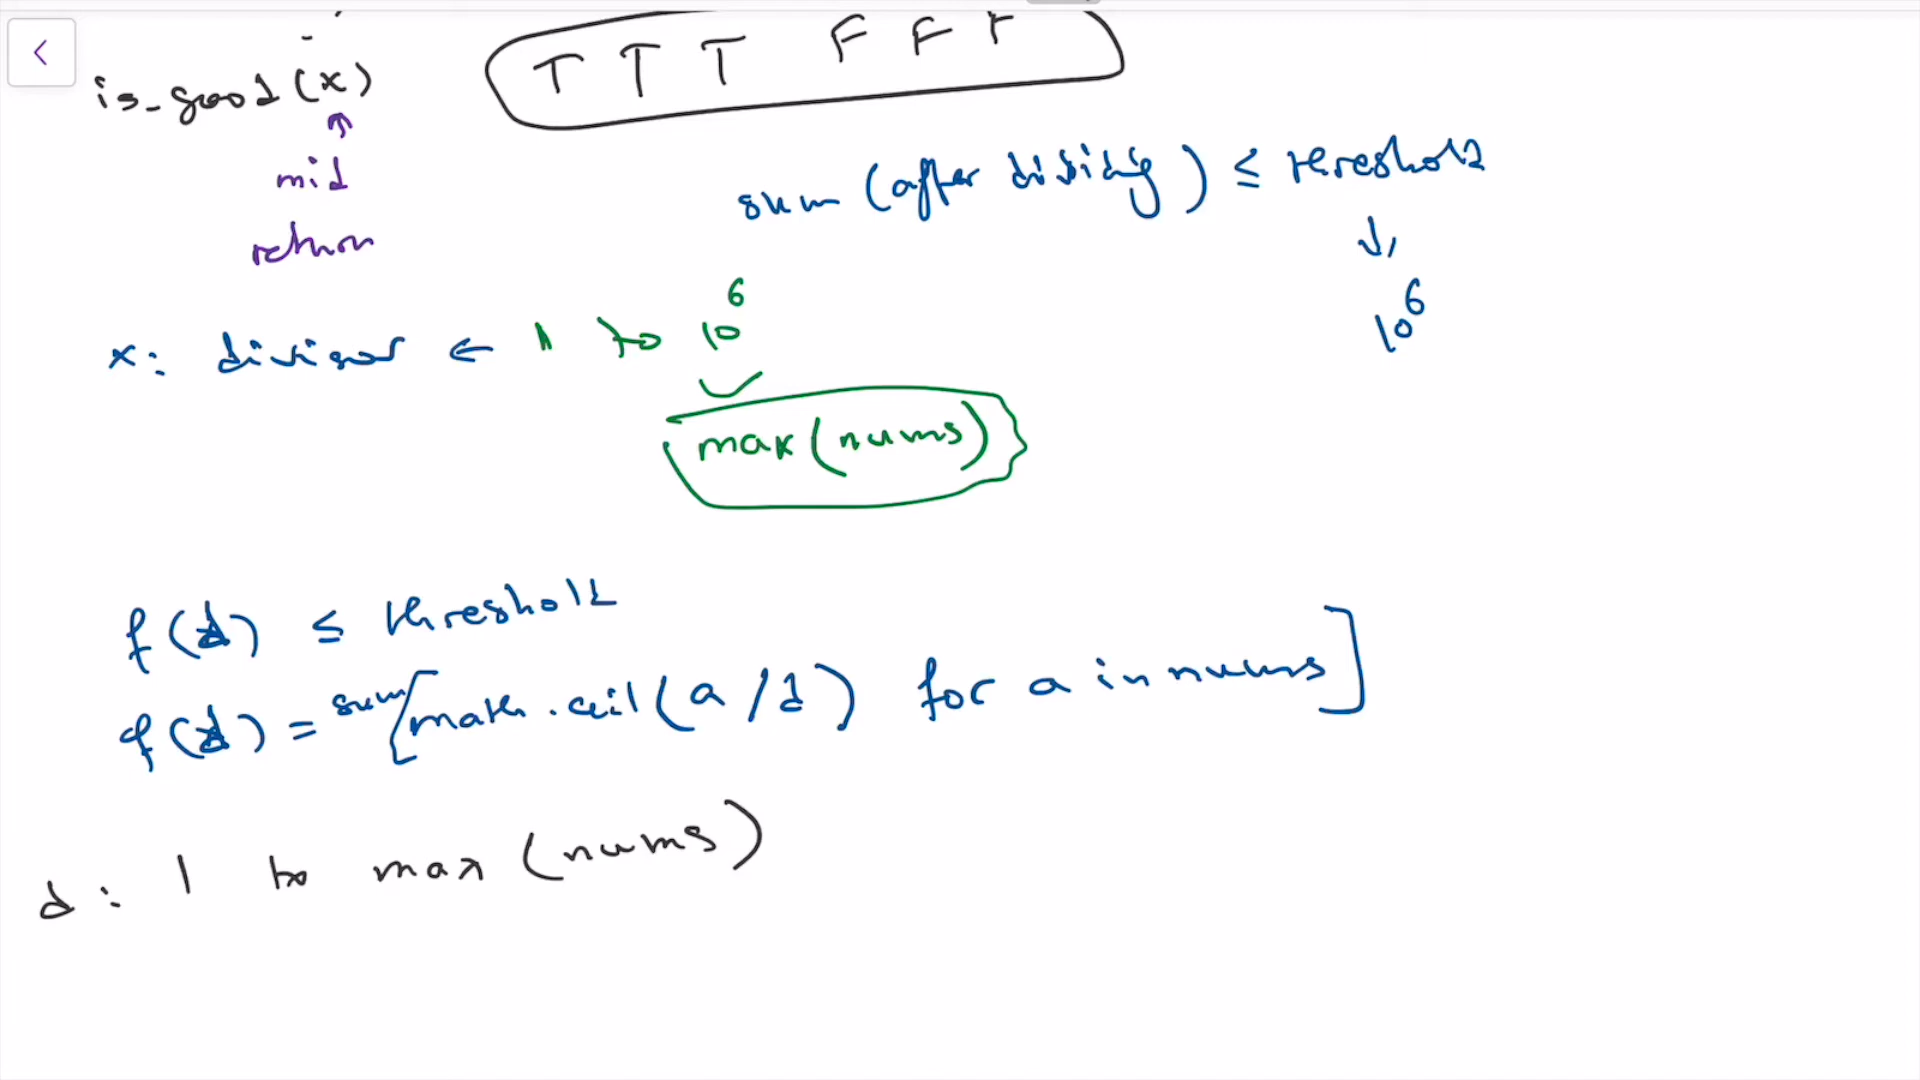 T T T F F F
is_good(x)
↑
mid
return
sum (after dividig) ≤ threshold
↓
10^6
x: divisor ← 1 to 10^6
max(nums)
f(d) ≤ threshold
f(d) = sum[math.ceil(a/d) for a in nums]
d: 1 to max(nums)